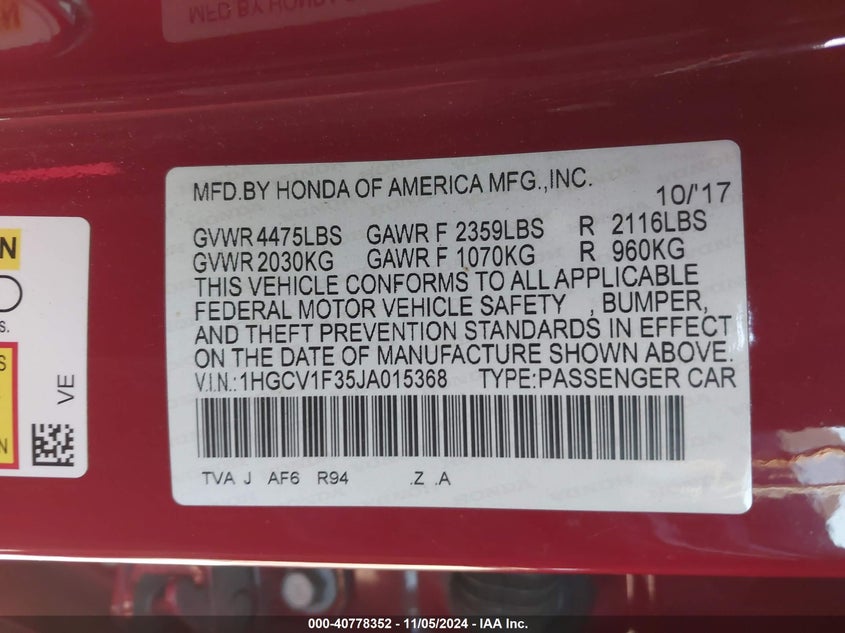 MFD.BY HONDA OF AMERICA MFG.,INC.
10/'17
GVWR 4475LBS GAWR F 2359LBS R 2116LBS
GVWR 2030KG GAWR F 1070KG R 960KG
THIS VEHICLE CONFORMS TO ALL APPLICABLE
FEDERAL MOTOR VEHICLE SAFETY , BUMPER,
AND THEFT PREVENTION STANDARDS IN EFFECT
ON THE DATE OF MANUFACTURE SHOWN ABOVE.
V.I.N.:1HGCV1F35JA015368 TYPE:PASSENGER CAR
TVA J AF6 R94 .Z .A
VE
000-40778352 — 11/05/2024 — IAA Inc.